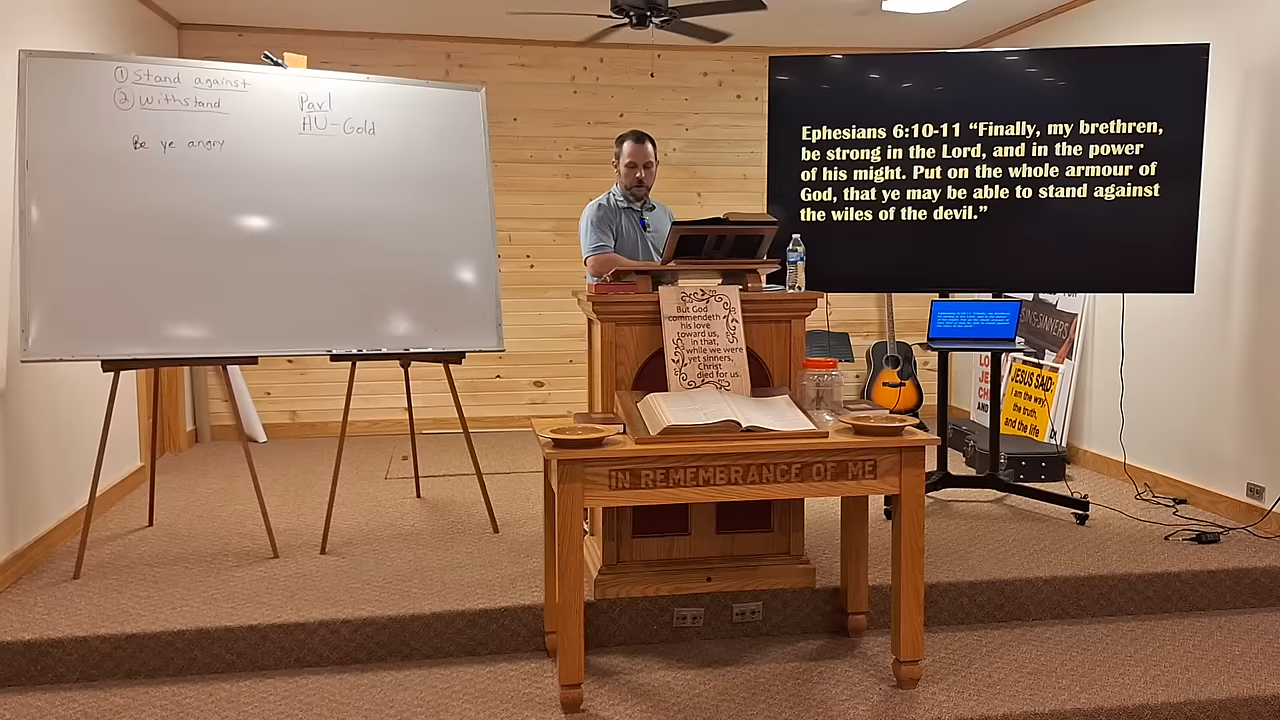 ① Stand against
② Withstand
Be ye angry
Paul
AU-Gold
Ephesians 6:10-11 “Finally, my brethren,
be strong in the Lord, and in the power
of his might. Put on the whole armour of
God, that ye may be able to stand against
the wiles of the devil.”
But God
commendeth
his love
toward us,
in that,
while we were
yet sinners,
Christ
died for us.
IN REMEMBRANCE OF ME
SINS-SINNERS
JESUS SAID:
I am the way,
the truth,
and the life